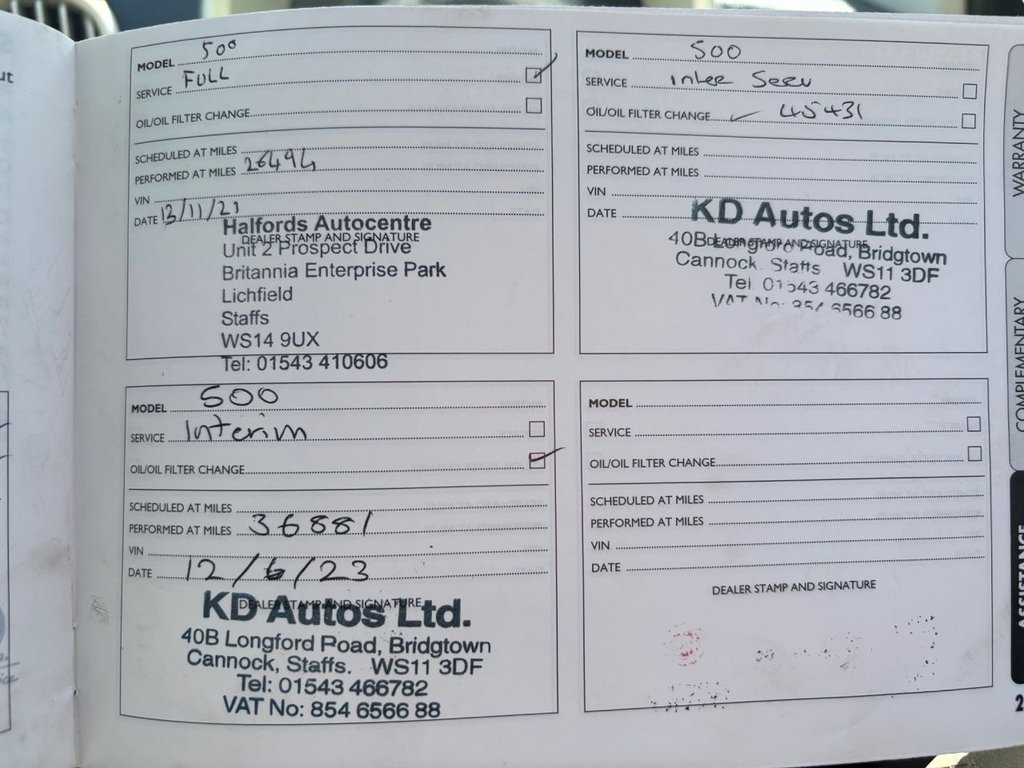 ut
MODEL 500
SERVICE FULL
OIL/OIL FILTER CHANGE
SCHEDULED AT MILES
PERFORMED AT MILES 26494
VIN
DATE 13/11/21
DEALER STAMP AND SIGNATURE
Halfords Autocentre
Unit 2 Prospect Drive
Britannia Enterprise Park
Lichfield
Staffs
WS14 9UX
Tel: 01543 410606
MODEL 500
SERVICE Inter Serv
OIL/OIL FILTER CHANGE 45431
SCHEDULED AT MILES
PERFORMED AT MILES
VIN
DATE
DEALER STAMP AND SIGNATURE
KD Autos Ltd.
40B Longford Road, Bridgtown
Cannock, Staffs WS11 3DF
Tel 01543 466782
VAT No: 854 6566 88
MODEL 500
SERVICE Interim
OIL/OIL FILTER CHANGE
SCHEDULED AT MILES
PERFORMED AT MILES 36881
VIN
DATE 12/6/23
DEALER STAMP AND SIGNATURE
KD Autos Ltd.
40B Longford Road, Bridgtown
Cannock, Staffs. WS11 3DF
Tel: 01543 466782
VAT No: 854 6566 88
MODEL
SERVICE
OIL/OIL FILTER CHANGE
SCHEDULED AT MILES
PERFORMED AT MILES
VIN
DATE
DEALER STAMP AND SIGNATURE
WARRANTY
COMPLEMENTARY
ASSISTANCE
2